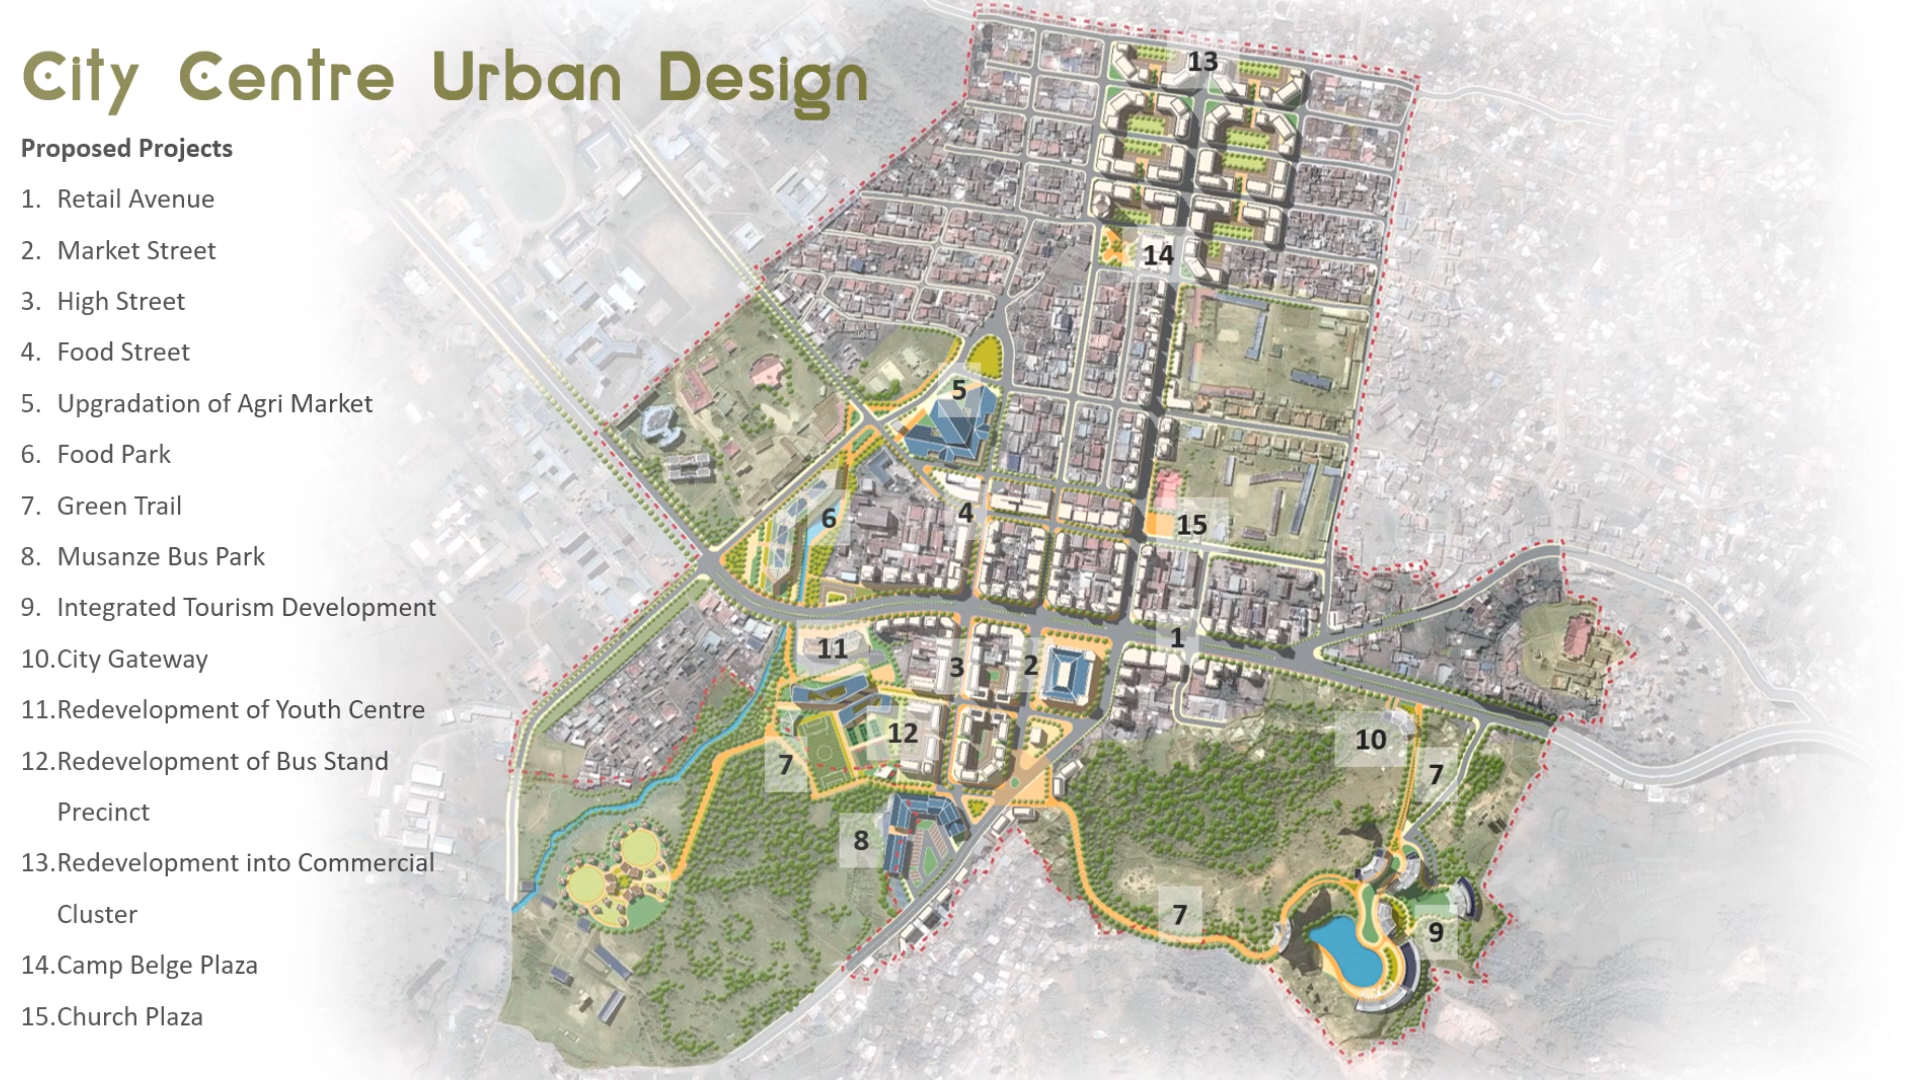 City Centre Urban Design
Proposed Projects
1. Retail Avenue
2. Market Street
3. High Street
4. Food Street
5. Upgradation of Agri Market
6. Food Park
7. Green Trail
8. Musanze Bus Park
9. Integrated Tourism Development
10.City Gateway
11.Redevelopment of Youth Centre
12.Redevelopment of Bus Stand
Precinct
13.Redevelopment into Commercial
Cluster
14.Camp Belge Plaza
15.Church Plaza
13
14
5
6
4
15
11
3
2
1
12
7
10
7
8
7
9